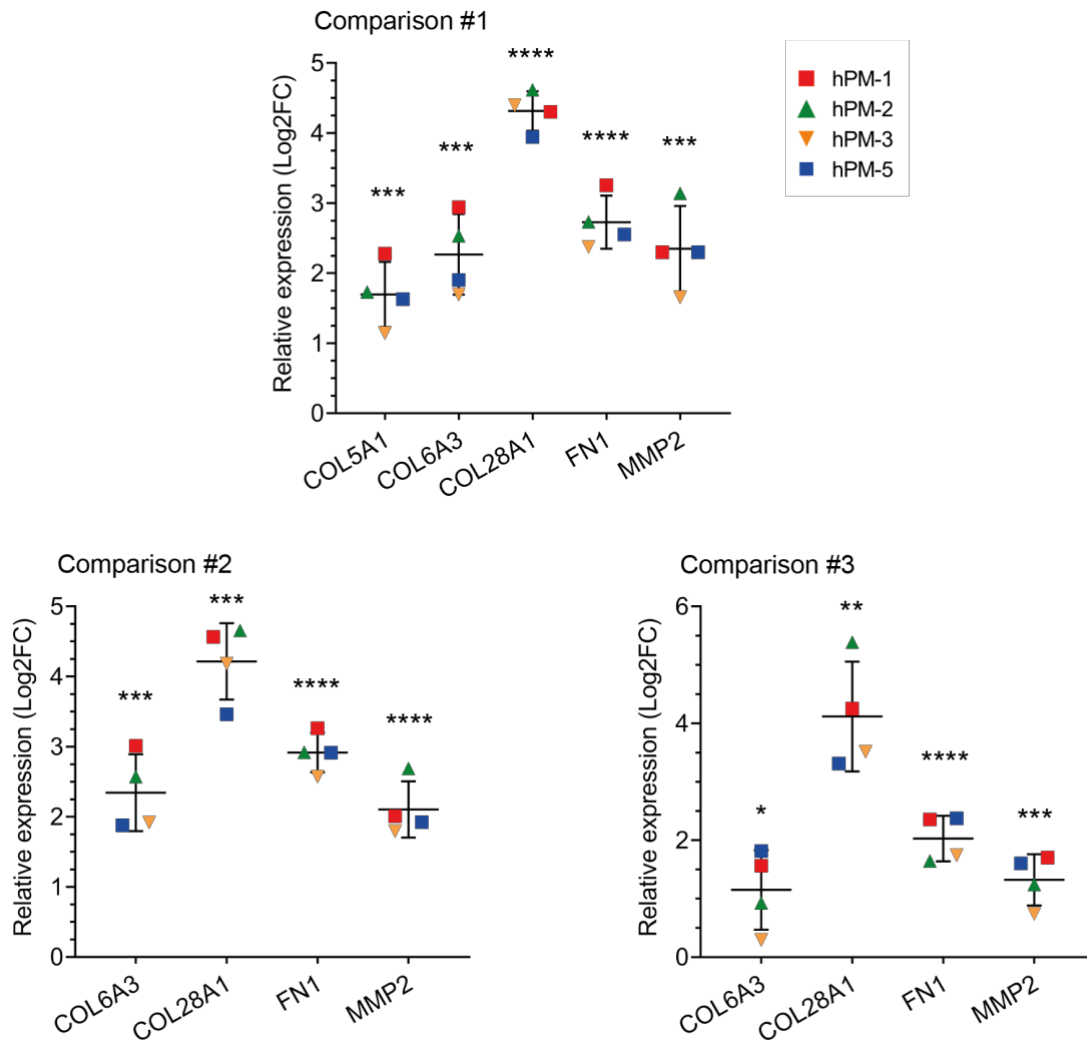 Comparison #1
Relative expression (Log2FC)
5
4
3
2
1
0
***
***
****
****
***
COL5A1
COL6A3
COL28A1
FN1
MMP2
hPM-1
hPM-2
hPM-3
hPM-5
Comparison #2
Relative expression (Log2FC)
5
4
3
2
1
0
***
***
****
****
COL6A3
COL28A1
FN1
MMP2
Comparison #3
Relative expression (Log2FC)
6
4
2
0
*
**
****
***
COL6A3
COL28A1
FN1
MMP2